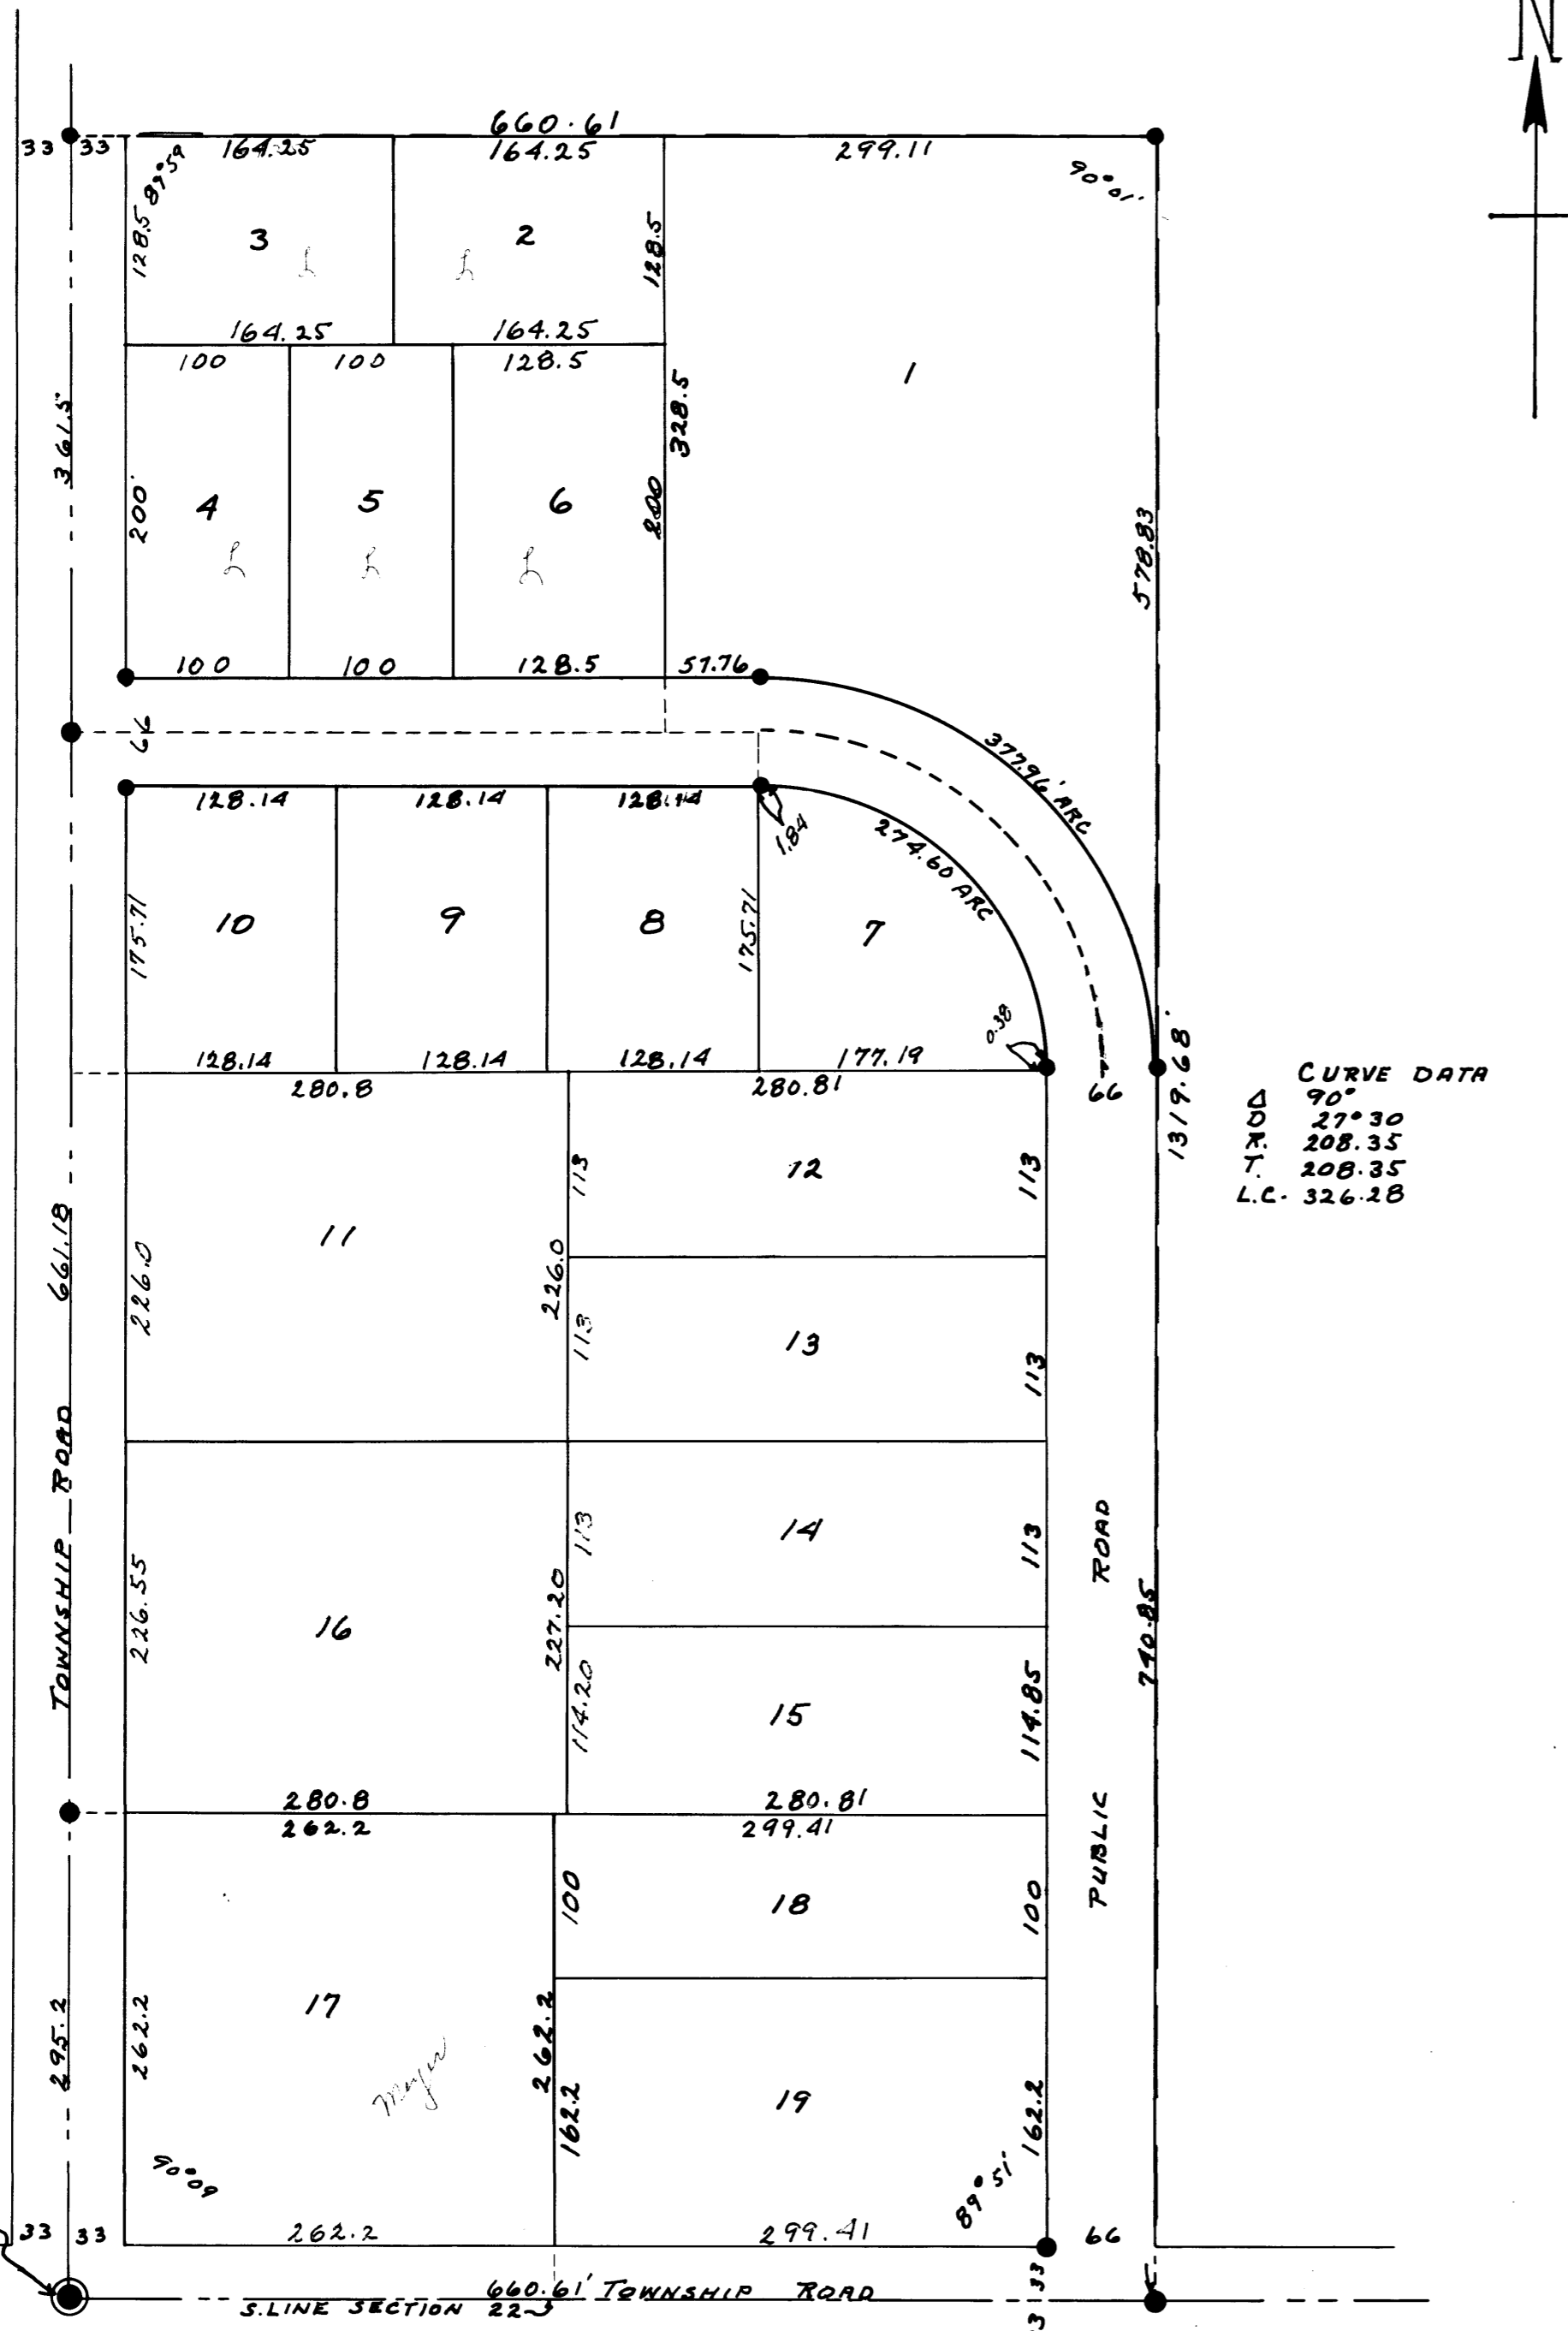 N
660.61
33 33 164.25 164.25 299.11
89°59
90°01'
128.5
3
2
128.5
L L
164.25 164.25
100 100 128.5
1
361.5
328.5
200'
4 5 6
200
L L L
578.83
100 100 128.5 57.76
66
377.96' ARC
128.14 128.14 128.14
1.84
274.60 ARC
175.71
10 9 8
175.71
7
0.38
128.14 128.14 128.14 177.19
280.8 280.81
66
1319.68'
CURVE DATA
Δ 90°
D 27°30
R. 208.35
T. 208.35
L.C. 326.28
113
12
113
11
661.18
226.0
226.0
113
13
113
TOWNSHIP ROAD
113
14
113
PUBLIC ROAD
226.55
16
227.20
740.85
114.20
15
114.85
280.8 280.81
262.2 299.41
100
18
100
17
295.2
262.2
262.2
Meyer
162.2
19
162.2
90°09
89°51'
33 33 262.2 299.41 66
33
660.61' TOWNSHIP ROAD
S. LINE SECTION 22